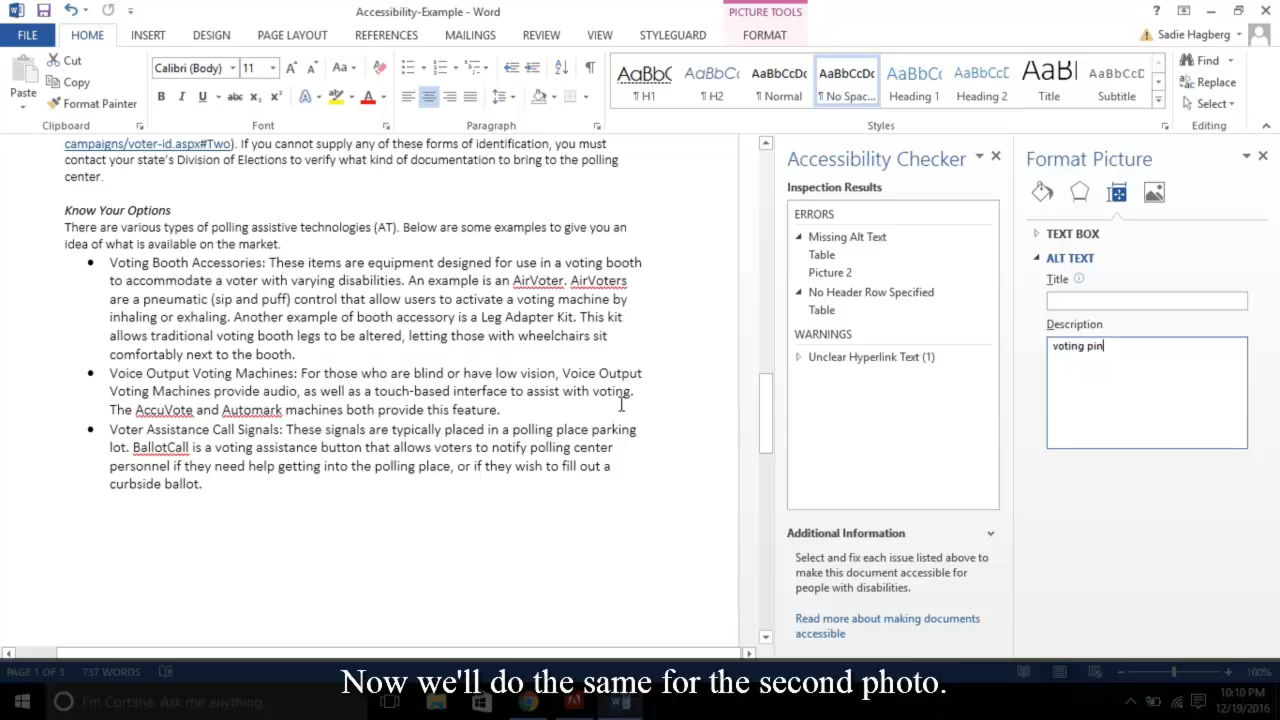 Accessibility-Example - Word
PICTURE TOOLS
?
FILE
HOME
INSERT
DESIGN
PAGE LAYOUT
REFERENCES
MAILINGS
REVIEW
VIEW
STYLEGUARD
FORMAT
Sadie Hagberg
Paste
Cut
Copy
Format Painter
Clipboard
Calibri (Body)
11
Font
Paragraph
AaBbC
¶ H1
AaBbCc
¶ H2
AaBbCcDc
¶ Normal
AaBbCcDc
¶ No Spac...
AaBbC
Heading 1
AaBbCcD
Heading 2
AaBl
Title
AaBbCcD
Subtitle
Styles
Find
Replace
Select
Editing
campaigns/voter-id.aspx#Two). If you cannot supply any of these forms of identification, you must
contact your state's Division of Elections to verify what kind of documentation to bring to the polling
center.
Know Your Options
There are various types of polling assistive technologies (AT). Below are some examples to give you an
idea of what is available on the market.
• Voting Booth Accessories: These items are equipment designed for use in a voting booth
to accommodate a voter with varying disabilities. An example is an AirVoter. AirVoters
are a pneumatic (sip and puff) control that allow users to activate a voting machine by
inhaling or exhaling. Another example of booth accessory is a Leg Adapter Kit. This kit
allows traditional voting booth legs to be altered, letting those with wheelchairs sit
comfortably next to the booth.
• Voice Output Voting Machines: For those who are blind or have low vision, Voice Output
Voting Machines provide audio, as well as a touch-based interface to assist with voting.
The AccuVote and Automark machines both provide this feature.
• Voter Assistance Call Signals: These signals are typically placed in a polling place parking
lot. BallotCall is a voting assistance button that allows voters to notify polling center
personnel if they need help getting into the polling place, or if they wish to fill out a
curbside ballot.
Accessibility Checker
Inspection Results
ERRORS
Missing Alt Text
Table
Picture 2
No Header Row Specified
Table
WARNINGS
Unclear Hyperlink Text (1)
Additional Information
Select and fix each issue listed above to
make this document accessible for
people with disabilities.
Read more about making documents
accessible
Format Picture
TEXT BOX
ALT TEXT
Title
Description
voting pin
PAGE 1 OF 3
737 WORDS
100%
Now we'll do the same for the second photo.
I'm Cortana. Ask me anything.
10:10 PM
12/19/2016